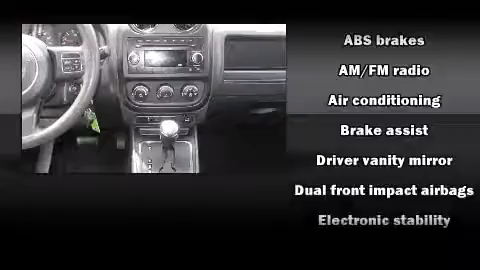 ABS brakes
AM/FM radio
Air conditioning
Brake assist
Driver vanity mirror
Dual front impact airbags
Electronic stability